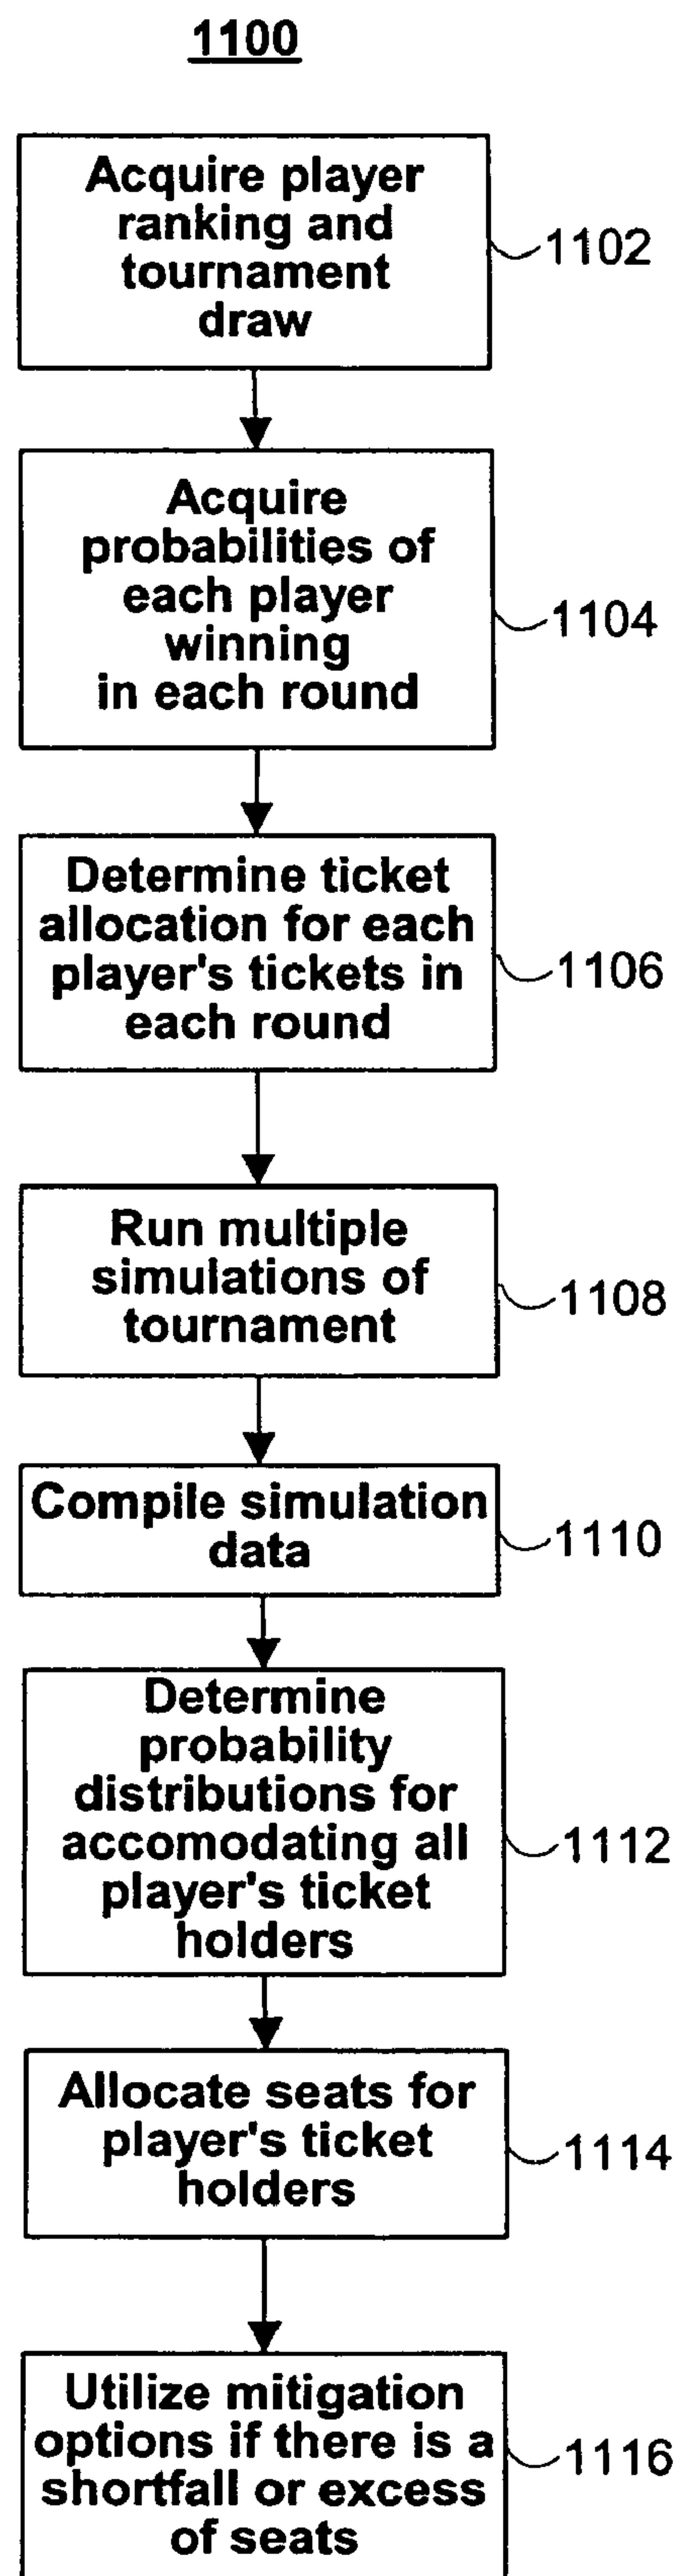 1100
Acquire player
ranking and
tournament
draw
1102
Acquire
probabilities of
each player
winning
in each round
1104
Determine ticket
allocation for each
player's tickets in
each round
1106
Run multiple
simulations of
tournament
1108
Compile simulation
data
1110
Determine
probability
distributions for
accomodating all
player's ticket
holders
1112
Allocate seats for
player's ticket
holders
1114
Utilize mitigation
options if there is a
shortfall or excess
of seats
1116